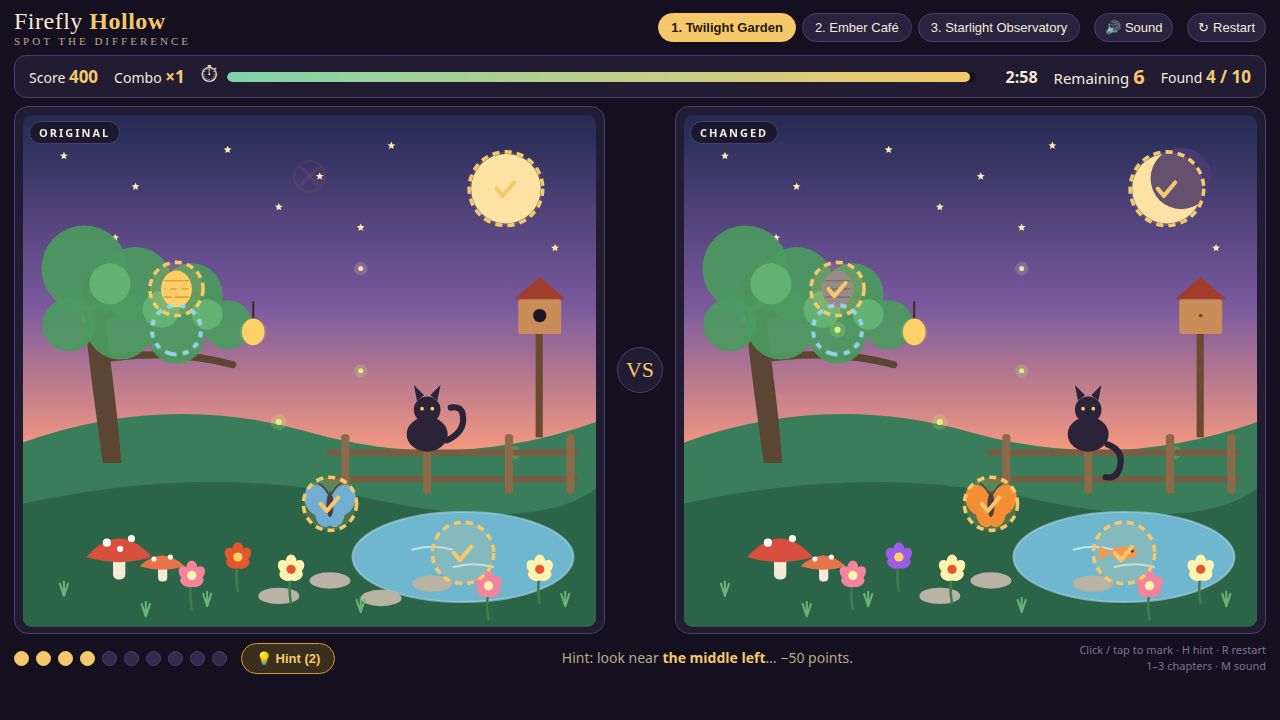 Firefly Hollow
SPOT THE DIFFERENCE
1. Twilight Garden
2. Ember Café
3. Starlight Observatory
🔊 Sound
↻ Restart
Score 400
Combo ×1
⏱
2:58
Remaining 6
Found 4 / 10
ORIGINAL
VS
CHANGED
💡 Hint (2)
Hint: look near the middle left… −50 points.
Click / tap to mark · H hint · R restart
1–3 chapters · M sound